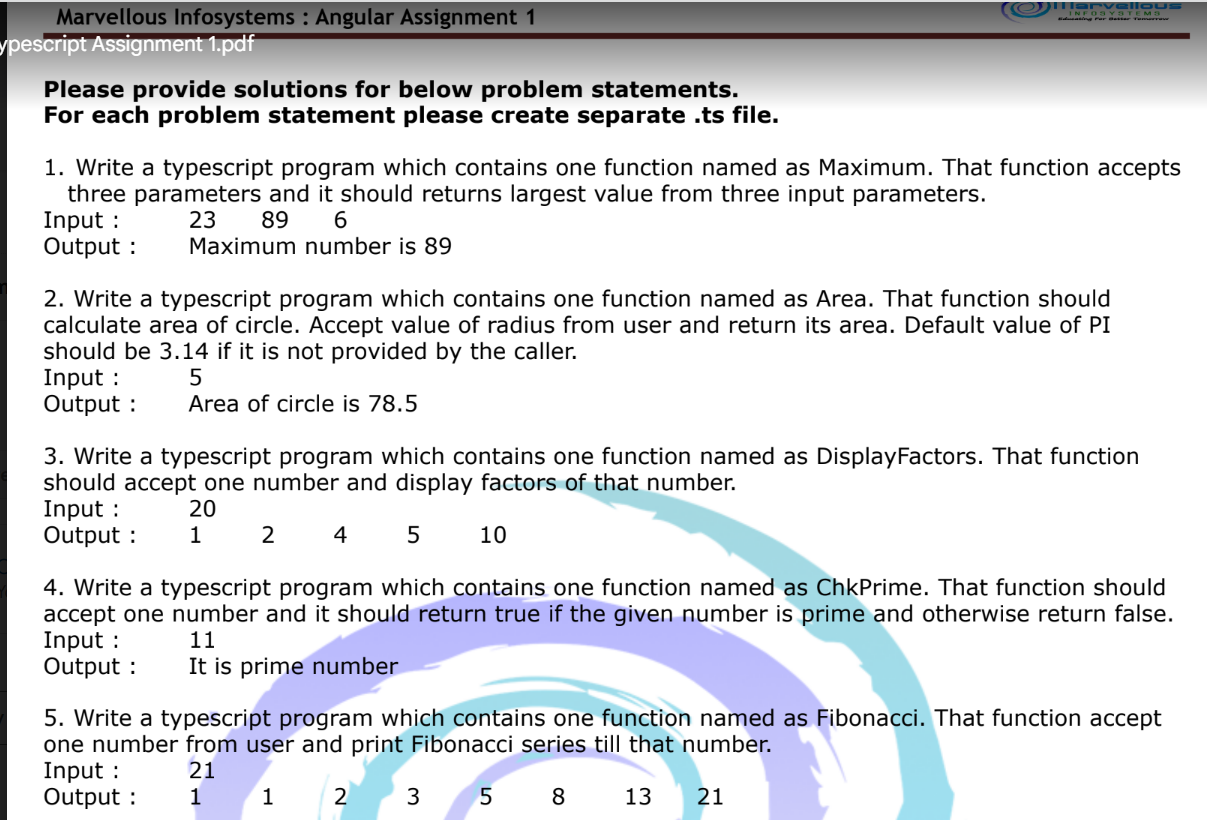 Marvellous Infosystems : Angular Assignment 1
Marvellous
INFOSYSTEMS
Educating For Better Tomorrow
ypescript Assignment 1.pdf
Please provide solutions for below problem statements.
For each problem statement please create separate .ts file.
1. Write a typescript program which contains one function named as Maximum. That function accepts
three parameters and it should returns largest value from three input parameters.
Input : 23 89 6
Output : Maximum number is 89
2. Write a typescript program which contains one function named as Area. That function should
calculate area of circle. Accept value of radius from user and return its area. Default value of PI
should be 3.14 if it is not provided by the caller.
Input : 5
Output : Area of circle is 78.5
3. Write a typescript program which contains one function named as DisplayFactors. That function
should accept one number and display factors of that number.
Input : 20
Output : 1 2 4 5 10
4. Write a typescript program which contains one function named as ChkPrime. That function should
accept one number and it should return true if the given number is prime and otherwise return false.
Input : 11
Output : It is prime number
5. Write a typescript program which contains one function named as Fibonacci. That function accept
one number from user and print Fibonacci series till that number.
Input : 21
Output : 1 1 2 3 5 8 13 21